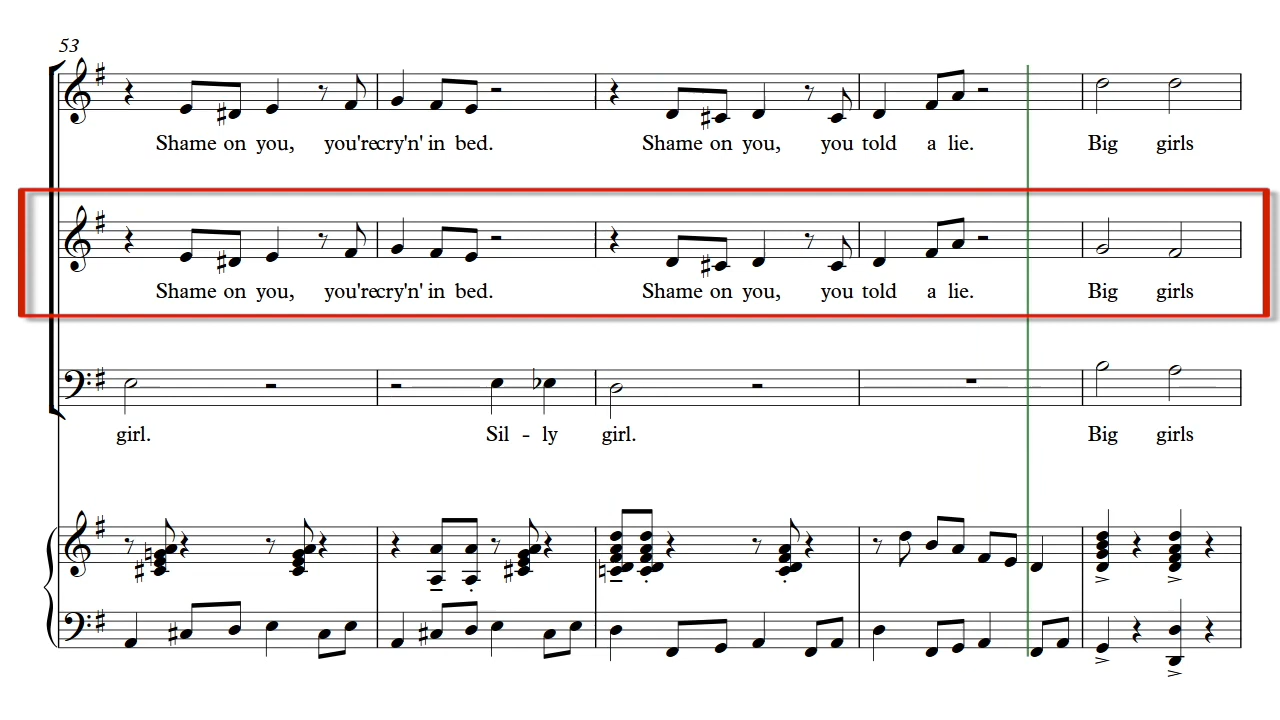 53
Shame on you, you're cry'n' in bed. Shame on you, you told a lie. Big girls
Shame on you, you're cry'n' in bed. Shame on you, you told a lie. Big girls
girl. Sil - ly girl. Big girls